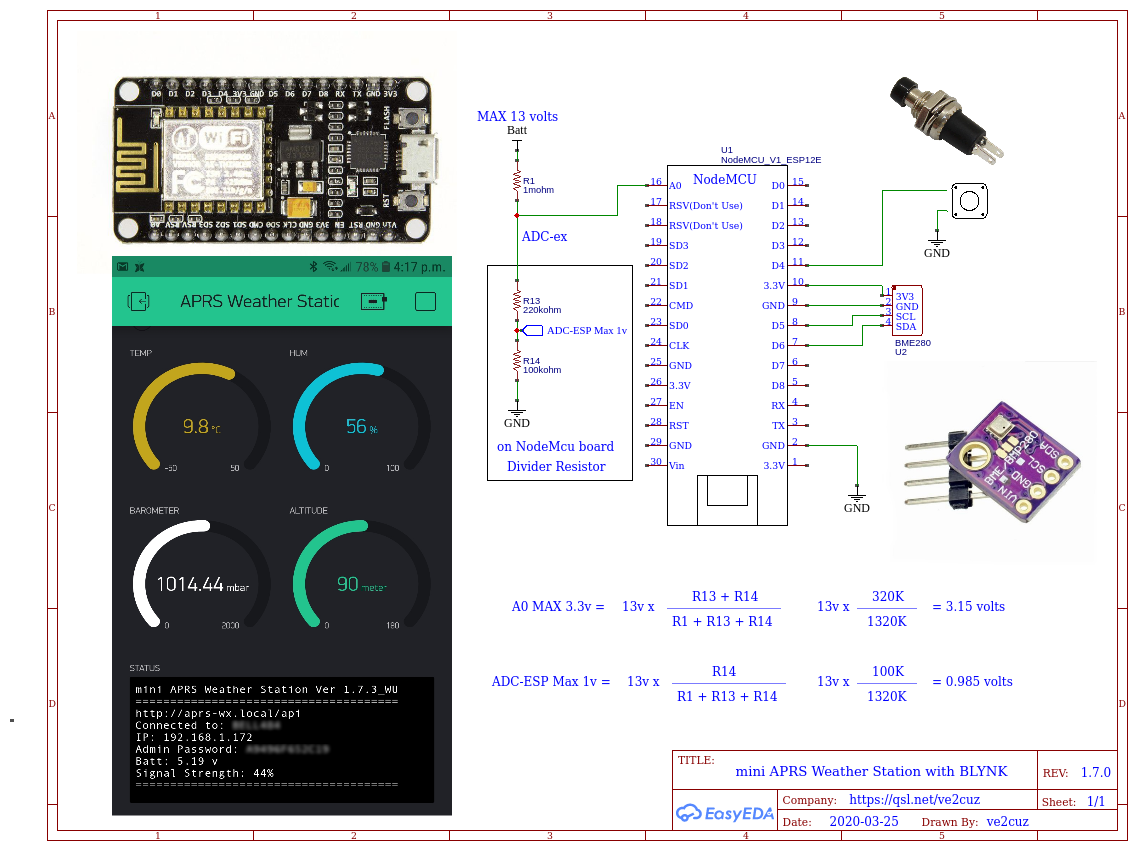 1 2 3 4 5
A
B
C
D
A
B
C
D
D0 D1 D2 D3 D4 3V3 GND D5 D6 D7 D8 RX TX GND 3V3
FLASH
RST
Ai WiFi
FC
A0 RSV RSV SD3 SD2 SD1 CMD SD0 CLK GND 3V3 EN RST GND Vin
78% 4:17 p.m.
APRS Weather Static
TEMP
9.8 °C
-50 50
HUM
56 %
0 100
BAROMETER
1014.44 mbar
0 2000
ALTITUDE
90 meter
0 180
STATUS
mini APRS Weather Station Ver 1.7.3_WU
======================================
http://aprs-wx.local/api
Connected to:
IP: 192.168.1.172
Admin Password:
Batt: 5.19 v
Signal Strength: 44%
======================================
MAX 13 volts
Batt
R1
1mohm
ADC-ex
R13
220kohm
ADC-ESP Max 1v
R14
100kohm
GND
on NodeMcu board
Divider Resistor
U1
NodeMCU_V1_ESP12E
NodeMCU
16 A0 D0 15
17 RSV(Don't Use) D1 14
18 RSV(Don't Use) D2 13
19 SD3 D3 12
20 SD2 D4 11
21 SD1 3.3V 10
22 CMD GND 9
23 SD0 D5 8
24 CLK D6 7
25 GND D7 6
26 3.3V D8 5
27 EN RX 4
28 RST TX 3
29 GND GND 2
30 Vin 3.3V 1
GND
GND
1 3V3
2 GND
3 SCL
4 SDA
BME280
U2
SDA
SCL
GND
VIN
A0 MAX 3.3v = 13v x R13 + R14 13v x 320K = 3.15 volts
R1 + R13 + R14 1320K
ADC-ESP Max 1v = 13v x R14 13v x 100K = 0.985 volts
R1 + R13 + R14 1320K
TITLE:
mini APRS Weather Station with BLYNK
REV: 1.7.0
EasyEDA
Company: https://qsl.net/ve2cuz
Sheet: 1/1
Date: 2020-03-25 Drawn By: ve2cuz
1 2 3 4 5